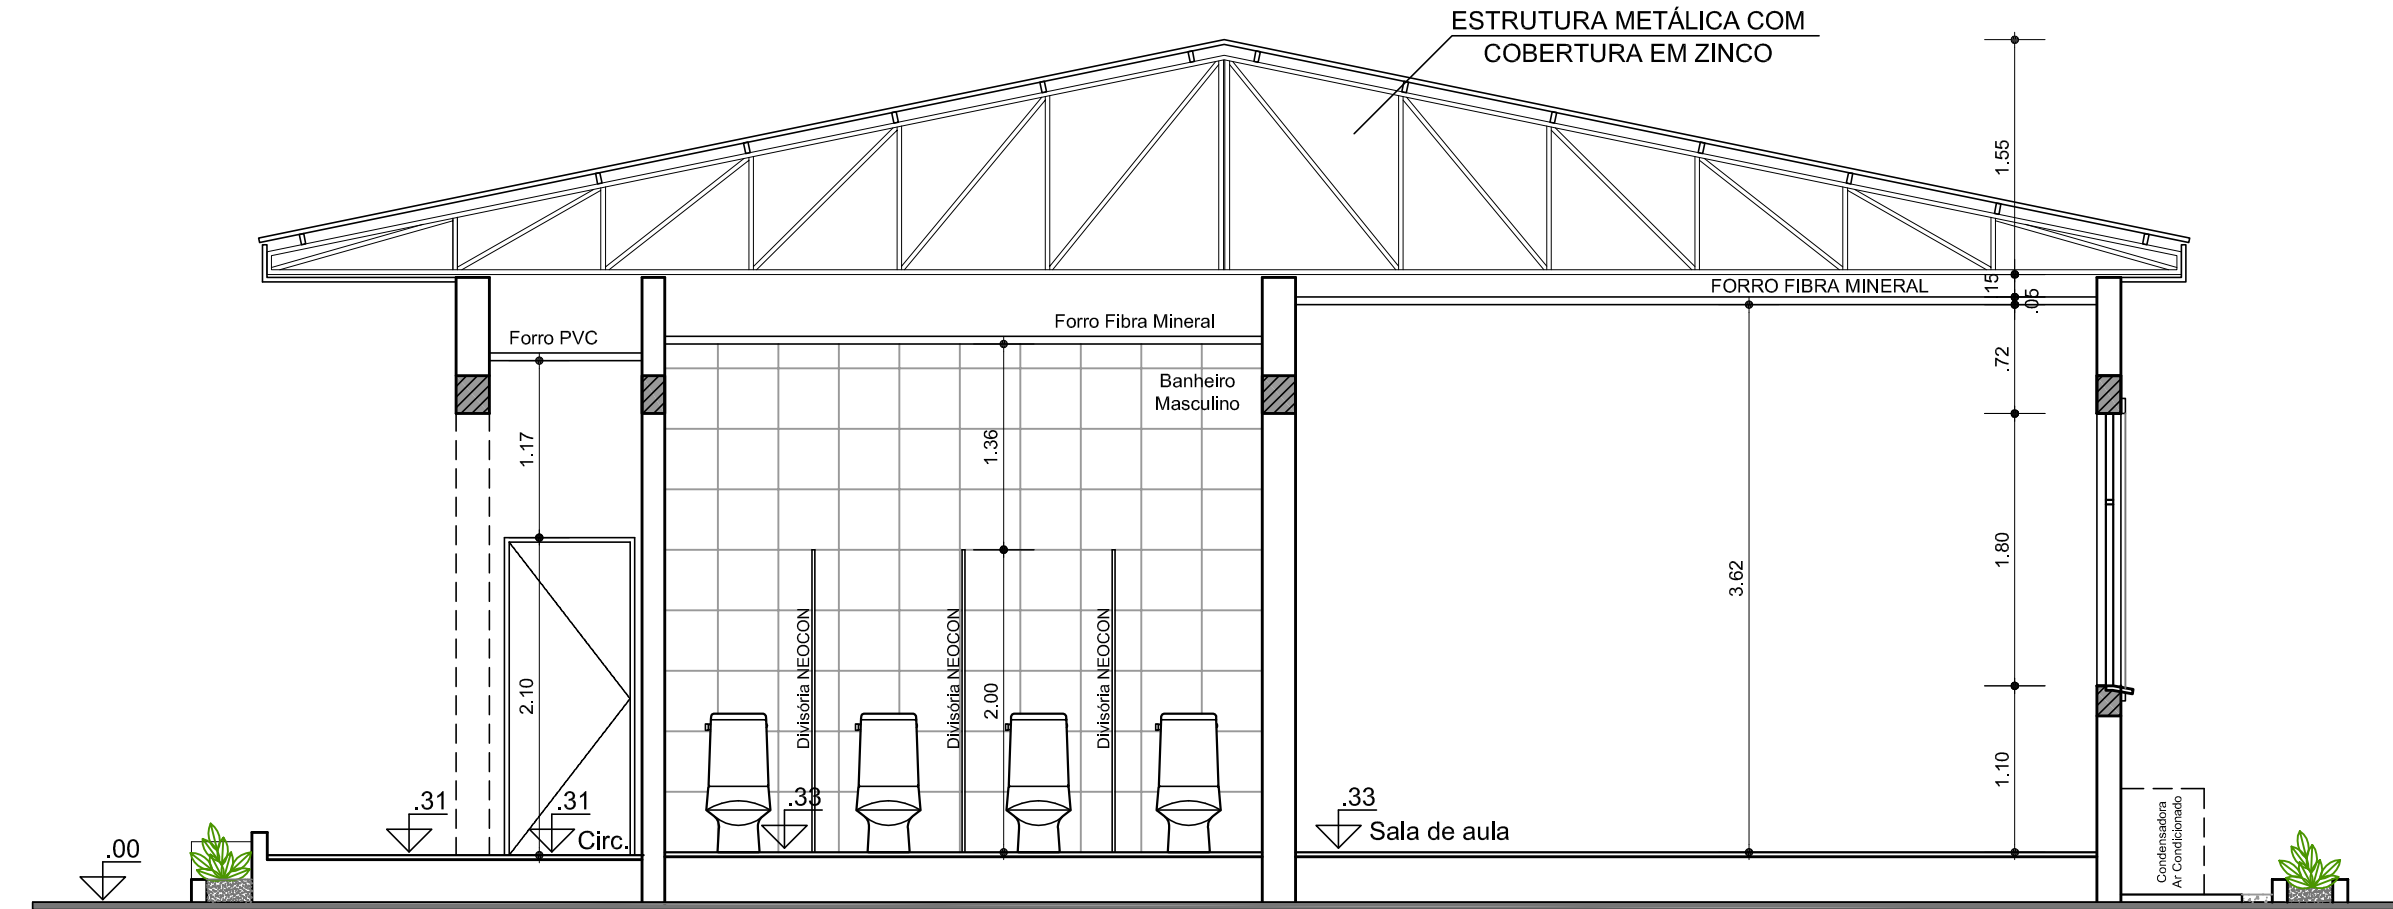 ESTRUTURA METÁLICA COM
COBERTURA EM ZINCO
1.55
FORRO FIBRA MINERAL
.15
.05
Forro Fibra Mineral
Forro PVC
.72
Banheiro
Masculino
1.17
1.36
1.80
3.62
Divisória NEOCON
Divisória NEOCON
Divisória NEOCON
2.10
2.00
1.10
.31
.31
.33
.33
Circ.
Sala de aula
Condensadora
Ar Condicionado
.00